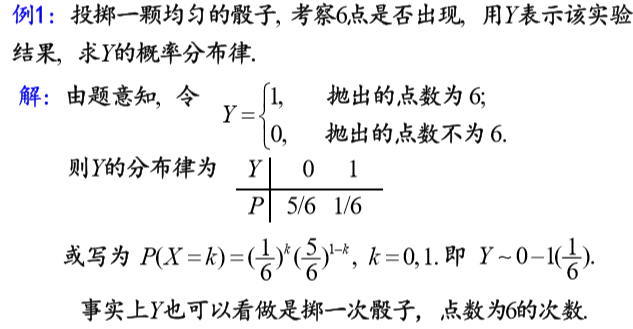 例1: 投掷一颗均匀的骰子, 考察6点是否出现, 用Y表示该实验
结果, 求Y的概率分布律.
解: 由题意知, 令 Y = { 1, 抛出的点数为 6;
0, 抛出的点数不为 6.
则Y的分布律为 Y | 0 1
P | 5/6 1/6
或写为 P(X = k) = (1/6)^k (5/6)^{1-k}, k = 0,1. 即 Y ~ 0-1(1/6).
事实上Y也可以看做是掷一次骰子, 点数为6的次数.